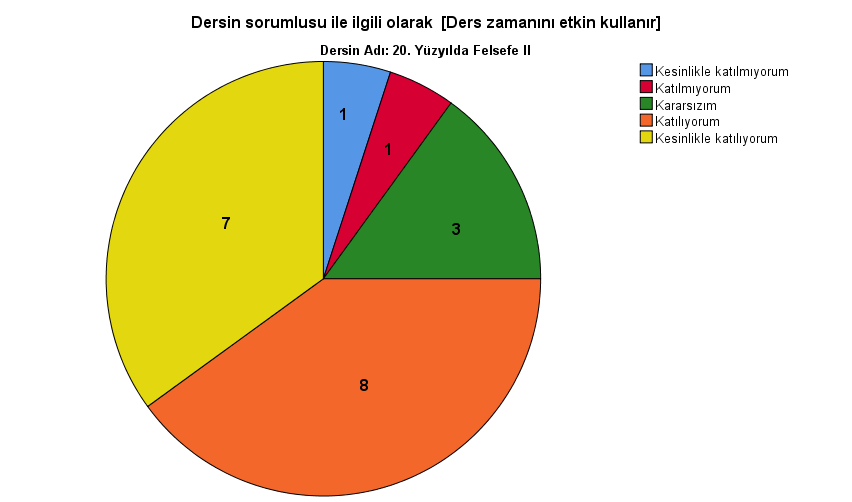 Dersin sorumlusu ile ilgili olarak  [Ders zamanını etkin kullanır]
Dersin Adı: 20. Yüzyılda Felsefe II
Kesinlikle katılmıyorum
Katılmıyorum
Kararsızım
Katılıyorum
Kesinlikle katılıyorum
1
1
3
7
8